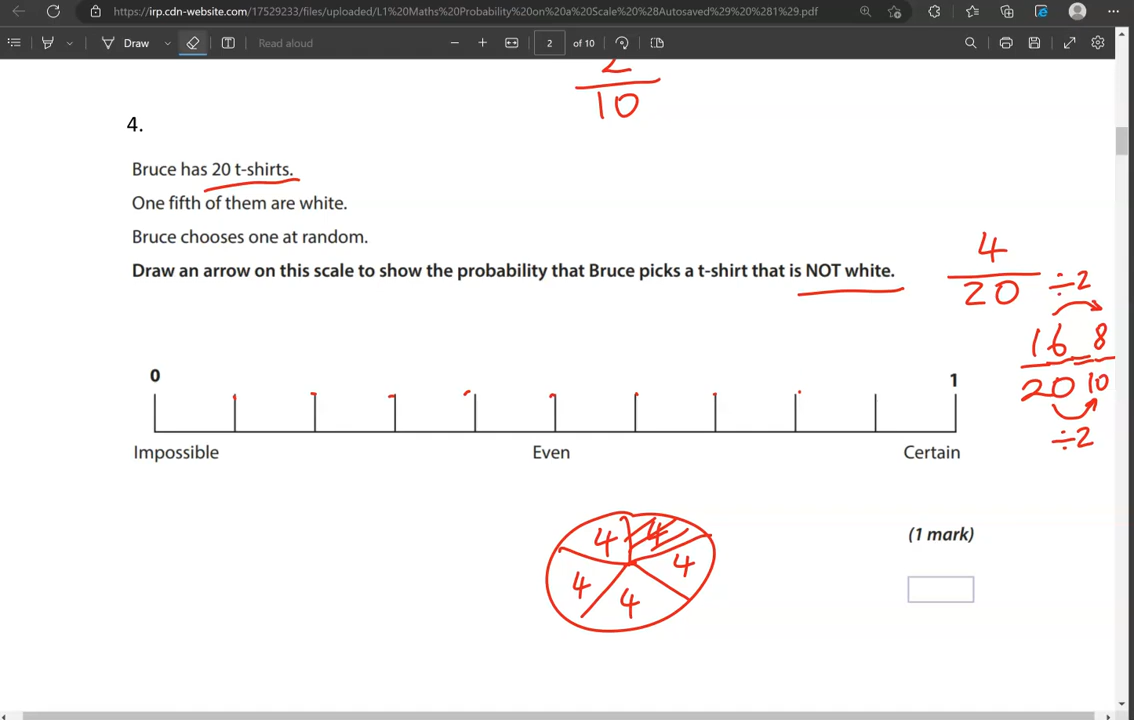 https://irp.cdn-website.com/17529233/files/uploaded/L1%20Maths%20Probability%20on%20a%20Scale%20%28Autosaved%29%20%281%29.pdf
Draw
Read aloud
2
of 10
2
10
4.
Bruce has 20 t-shirts.
One fifth of them are white.
Bruce chooses one at random.
Draw an arrow on this scale to show the probability that Bruce picks a t-shirt that is NOT white.
4
20
÷2
16 8
20 10
÷2
0
1
Impossible
Even
Certain
4 4
4 4
4
(1 mark)